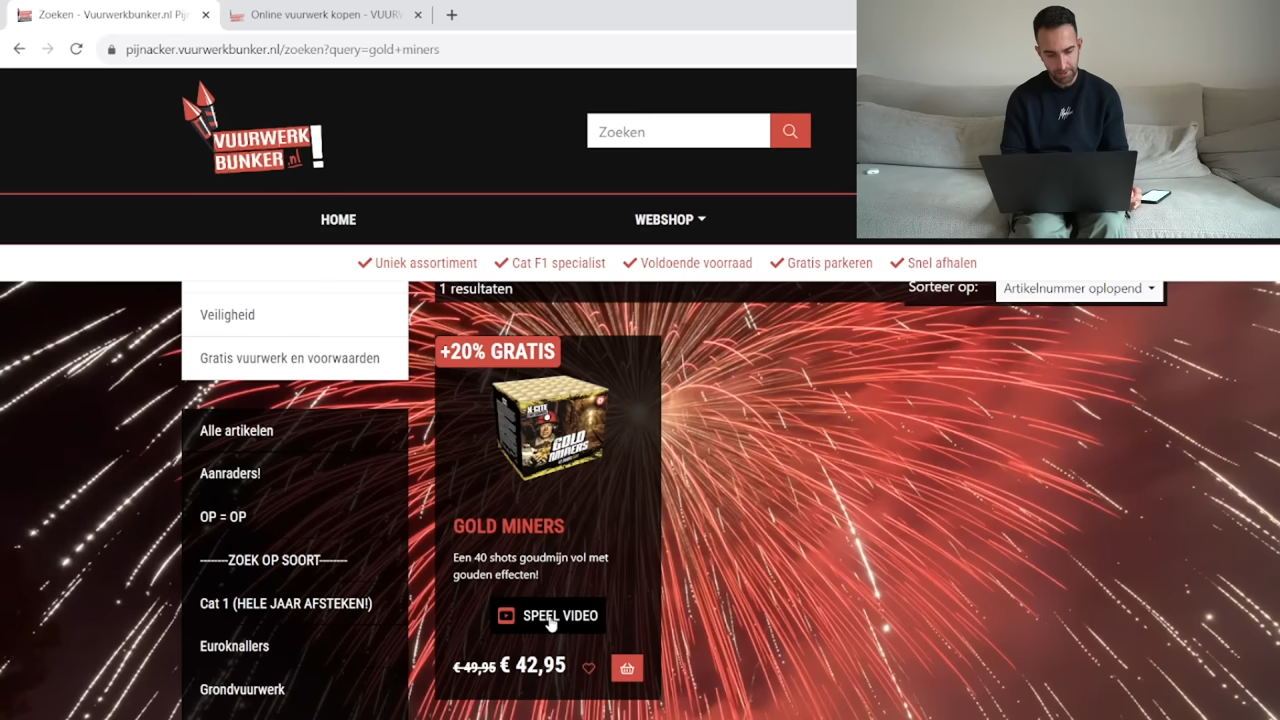 Zoeken - Vuurwerkbunker.nl Pij
Online vuurwerk kopen - VUUR
pijnacker.vuurwerkbunker.nl/zoeken?query=gold+miners
VUURWERK
BUNKER.nl!
Zoeken
HOME
WEBSHOP
Uniek assortiment
Cat F1 specialist
Voldoende voorraad
Gratis parkeren
Snel afhalen
1 resultaten
Sorteer op:
Artikelnummer oplopend
Veiligheid
Gratis vuurwerk en voorwaarden
Alle artikelen
Aanraders!
OP = OP
--------ZOEK OP SOORT--------
Cat 1 (HELE JAAR AFSTEKEN!)
Euroknallers
Grondvuurwerk
+20% GRATIS
GOLD
MINERS
GOLD MINERS
Een 40 shots goudmijn vol met
gouden effecten!
SPEEL VIDEO
€ 49,95 € 42,95